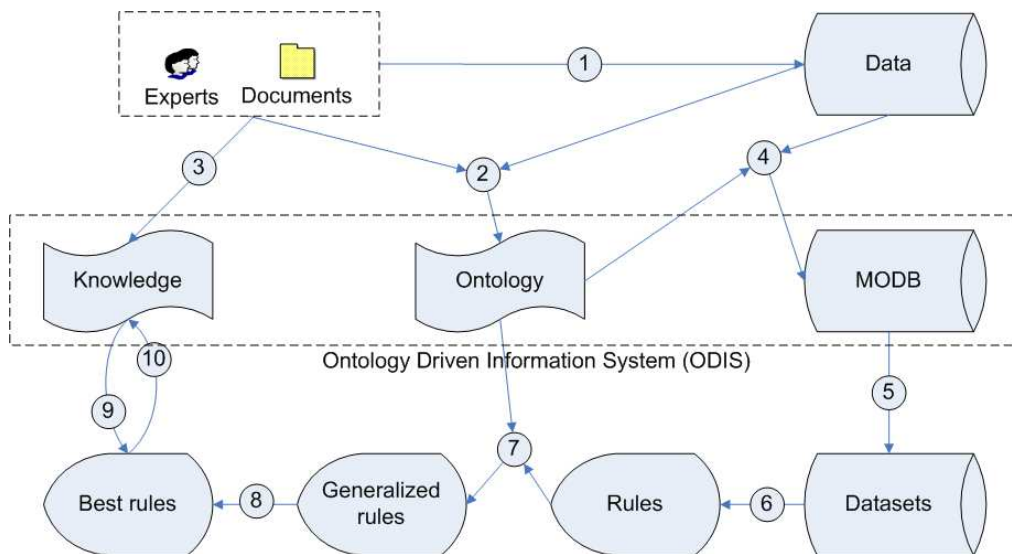 1
Data
Experts
Documents
3
2
4
Knowledge
Ontology
MODB
10
Ontology Driven Information System (ODIS)
9
5
7
Best rules
8
Generalized
rules
Rules
6
Datasets